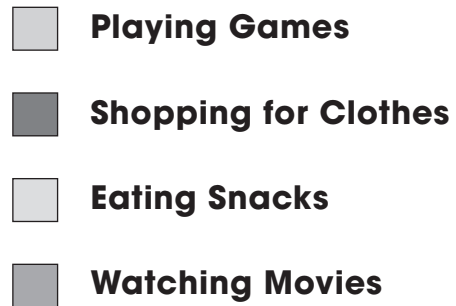 Playing Games
Shopping for Clothes
Eating Snacks
Watching Movies